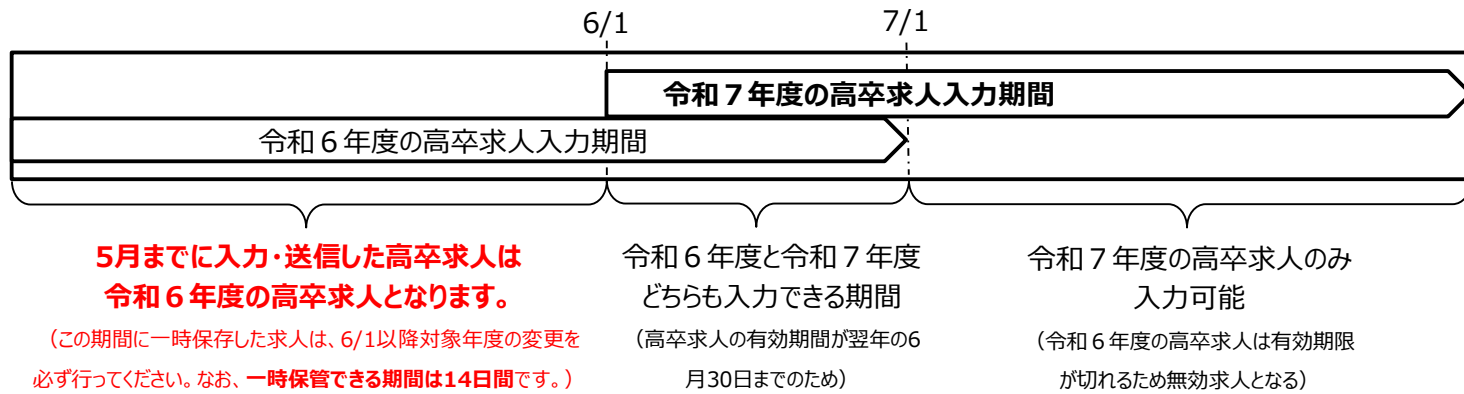 6/1
7/1
令和７年度の高卒求人入力期間
令和６年度の高卒求人入力期間
5月までに入力・送信した高卒求人は
令和６年度の高卒求人となります。
（この期間に一時保存した求人は、6/1以降対象年度の変更を
必ず行ってください。なお、一時保管できる期間は14日間です。）
令和６年度と令和７年度
どちらも入力できる期間
（高卒求人の有効期間が翌年の6
月30日までのため）
令和７年度の高卒求人のみ
入力可能
（令和６年度の高卒求人は有効期限
が切れるため無効求人となる）